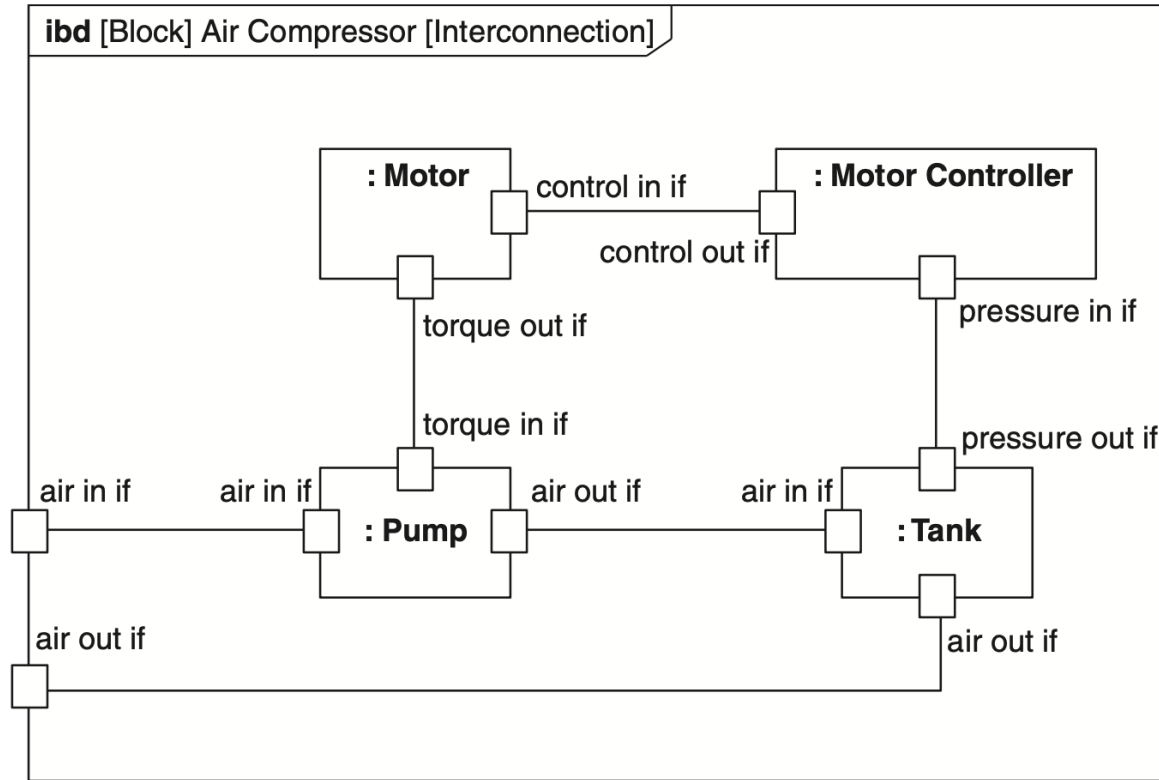 ibd [Block] Air Compressor [Interconnection]
: Motor
: Motor Controller
control in if
control out if
torque out if
pressure in if
torque in if
pressure out if
air in if
air in if
air out if
air in if
: Pump
: Tank
air out if
air out if